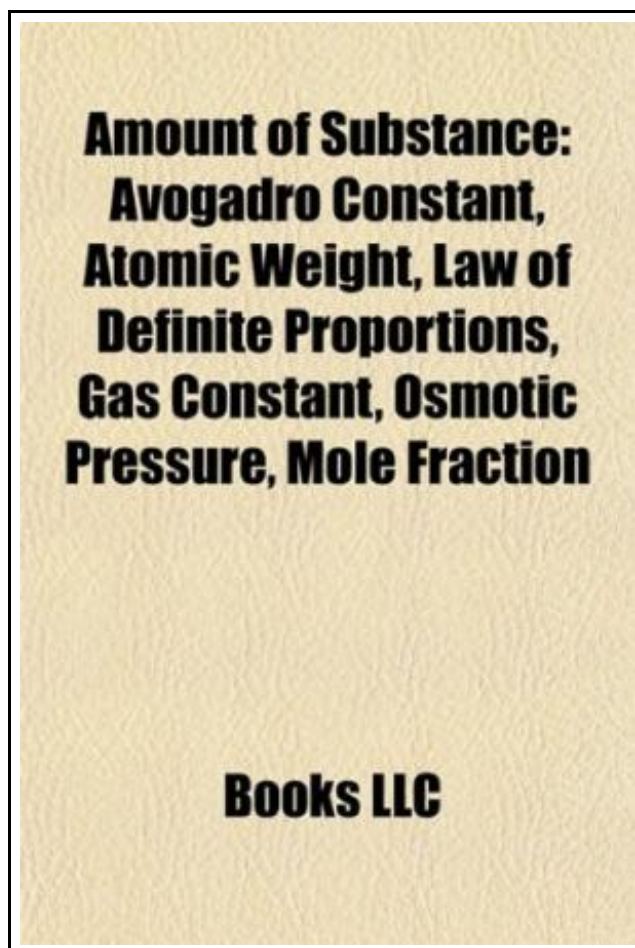 Amount of Substance:
Avogadro Constant,
Atomic Weight, Law of
Definite Proportions,
Gas Constant, Osmotic
Pressure, Mole Fraction
Books LLC